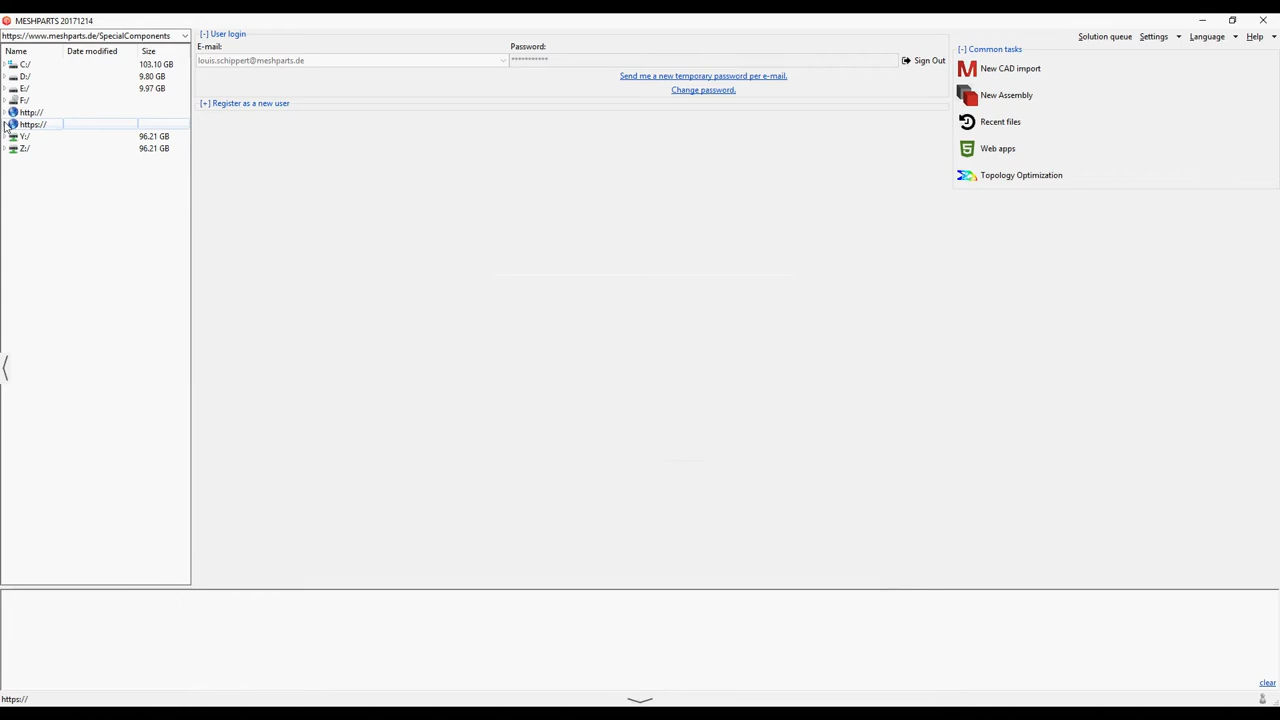 MESHPARTS 20171214
https://www.meshparts.de/SpecialComponents
Name Date modified Size
C:/ 103.10 GB
D:/ 9.80 GB
E:/ 9.97 GB
F:/
http://
https://
Y:/ 96.21 GB
Z:/ 96.21 GB
[-] User login
E-mail: Password:
louis.schippert@meshparts.de *********** Sign Out
Send me a new temporary password per e-mail.
Change password.
[+] Register as a new user
Solution queue Settings Language Help
[-] Common tasks
New CAD import
New Assembly
Recent files
Web apps
Topology Optimization
clear
https://